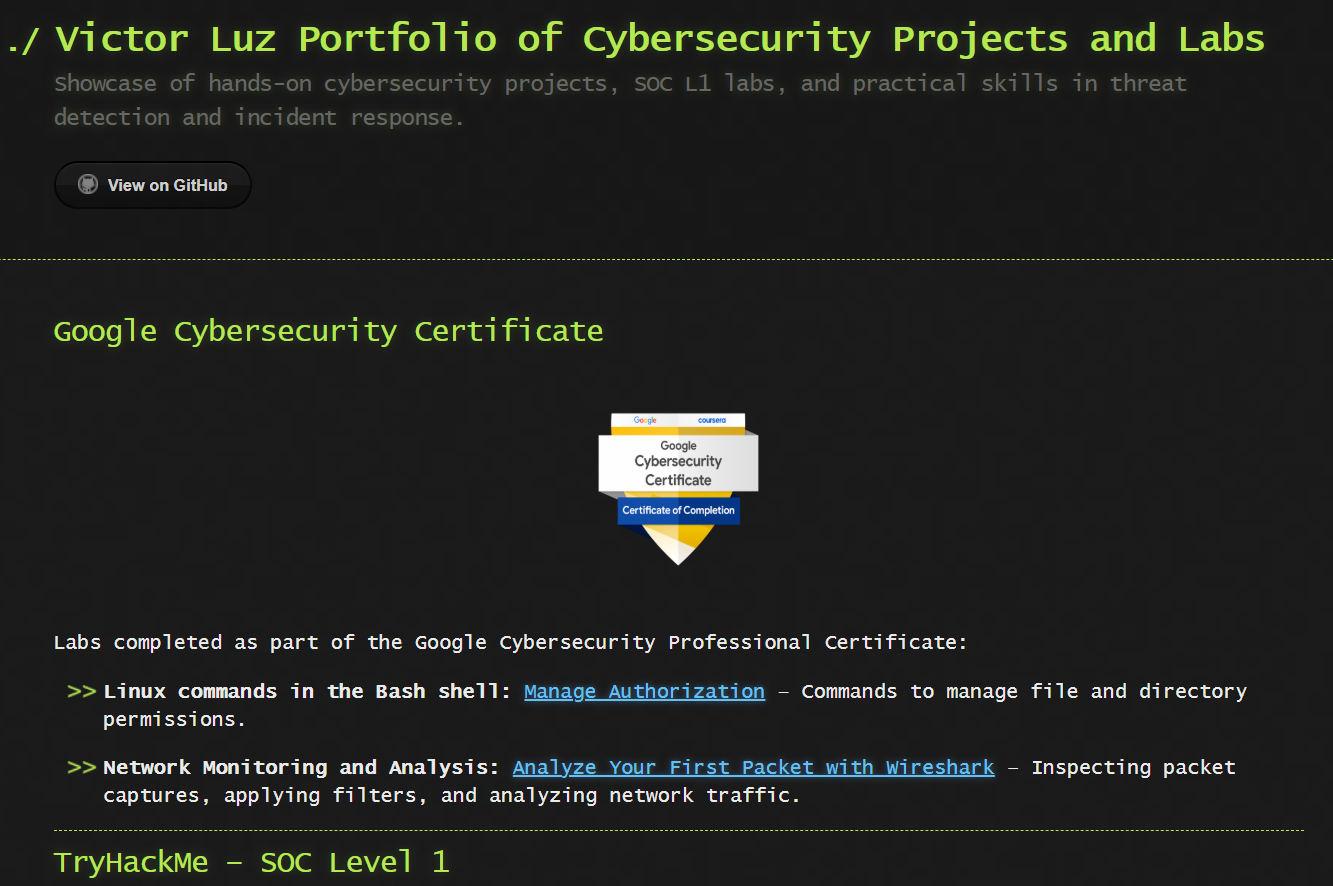 ./ Victor Luz Portfolio of Cybersecurity Projects and Labs
Showcase of hands-on cybersecurity projects, SOC L1 labs, and practical skills in threat
detection and incident response.
View on GitHub
Google Cybersecurity Certificate
Google coursera
Google
Cybersecurity
Certificate
Certificate of Completion
Labs completed as part of the Google Cybersecurity Professional Certificate:
>> Linux commands in the Bash shell: Manage Authorization – Commands to manage file and directory
permissions.
>> Network Monitoring and Analysis: Analyze Your First Packet with Wireshark – Inspecting packet
captures, applying filters, and analyzing network traffic.
TryHackMe – SOC Level 1